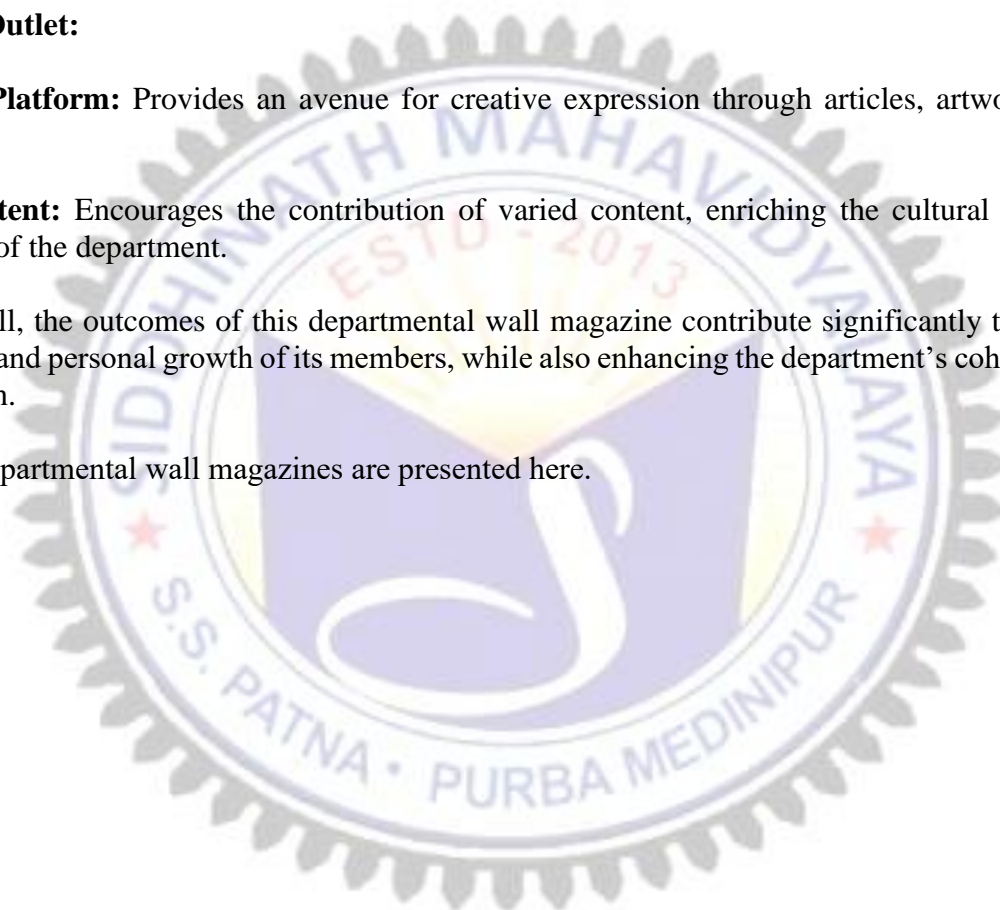 Outlet:
Platform: Provides an avenue for creative expression through articles, artwo
tent: Encourages the contribution of varied content, enriching the cultural
of the department.
ll, the outcomes of this departmental wall magazine contribute significantly t
and personal growth of its members, while also enhancing the department’s coh
n.
partmental wall magazines are presented here.
SIDDHINATH MAHAVIDYALAYA
ESTD - 2013
S.S. PATNA • PURBA MEDINIPUR